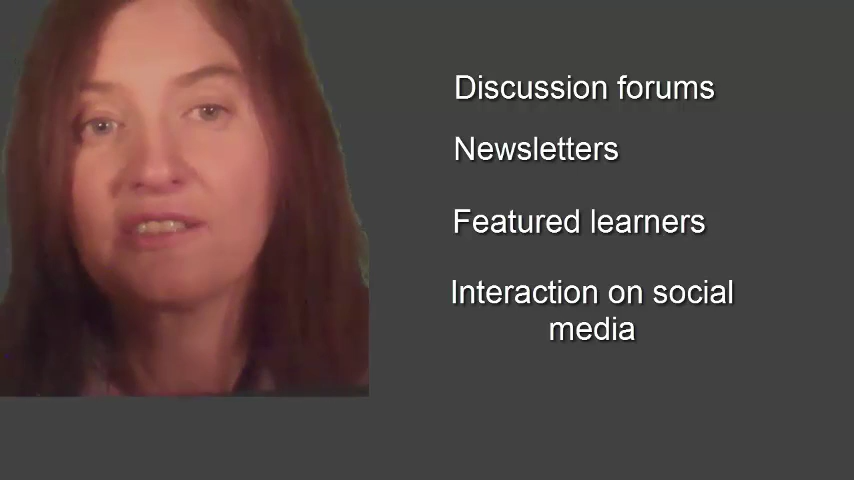 Discussion forums
Newsletters
Featured learners
Interaction on social
media